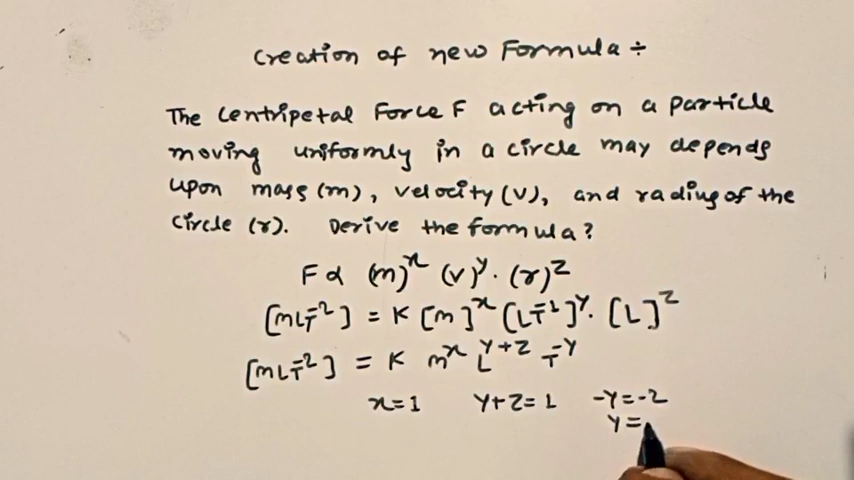 Creation of new Formula ÷
The Centripetal Force F acting on a particle
moving uniformly in a circle may depends
upon mass (m), velocity (v), and radius of the
circle (r). Derive the formula?
F ∝ (m)^x (v)^y · (r)^z
[MLT^-2] = K [M]^x [LT^-1]^y · [L]^z
[MLT^-2] = K M^x L^y+z T^-y
x=1 y+z=1 -y=-2
y=